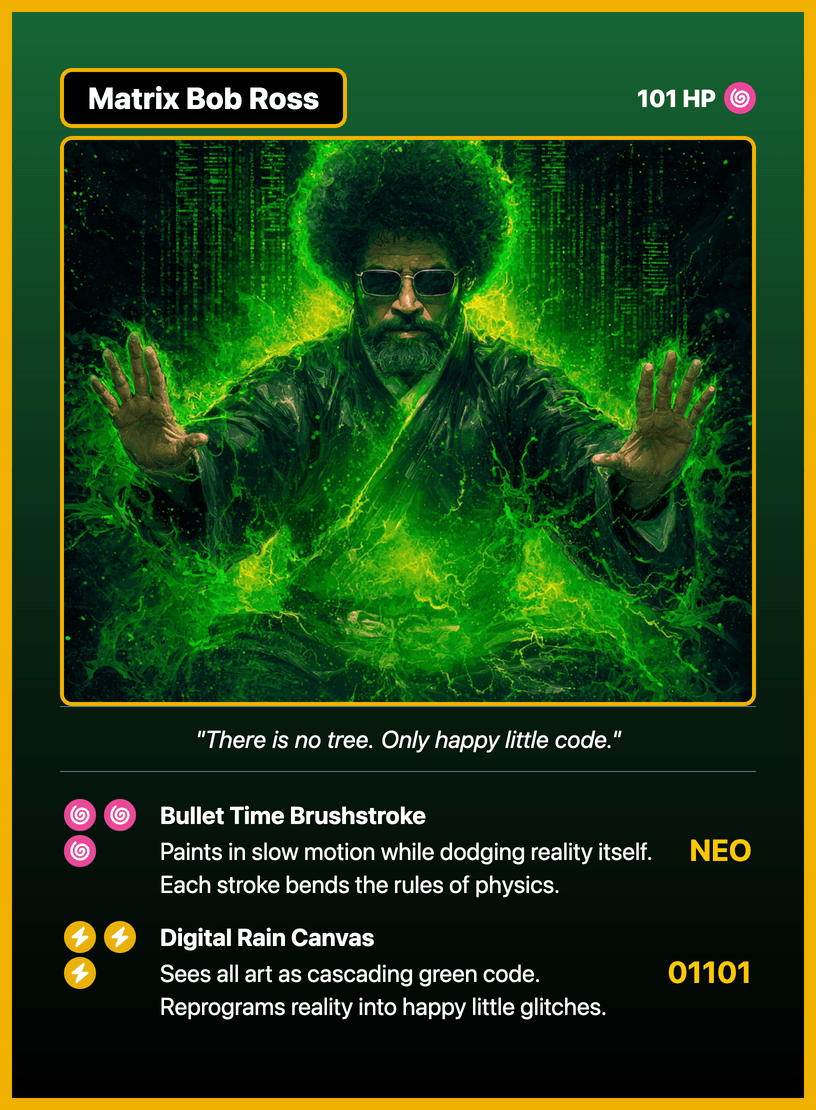 Matrix Bob Ross
101 HP
"There is no tree. Only happy little code."
Bullet Time Brushstroke
Paints in slow motion while dodging reality itself.
Each stroke bends the rules of physics.
NEO
Digital Rain Canvas
Sees all art as cascading green code.
Reprograms reality into happy little glitches.
01101